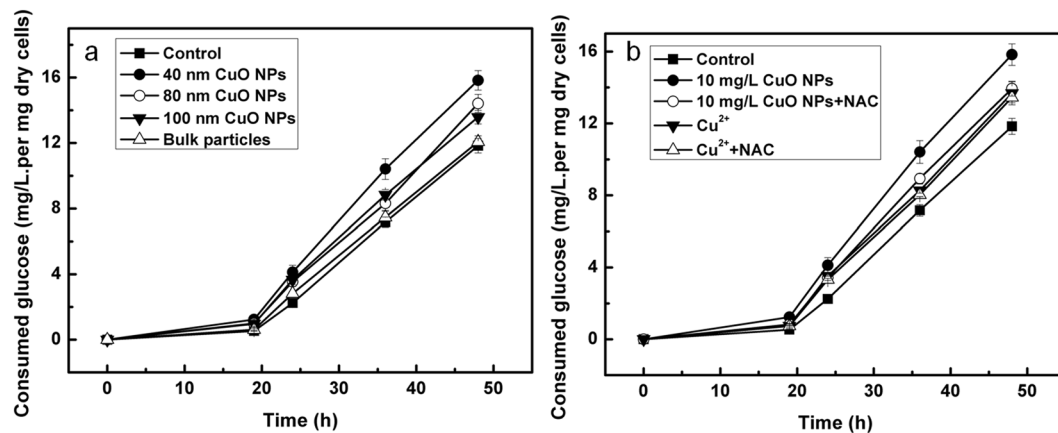 a
Control
40 nm CuO NPs
80 nm CuO NPs
100 nm CuO NPs
Bulk particles
Consumed glucose (mg/L.per mg dry cells)
16
12
8
4
0
0 10 20 30 40 50
Time (h)
b
Control
10 mg/L CuO NPs
10 mg/L CuO NPs+NAC
Cu²⁺
Cu²⁺+NAC
Consumed glucose (mg/L.per mg dry cells)
16
12
8
4
0
0 10 20 30 40 50
Time (h)